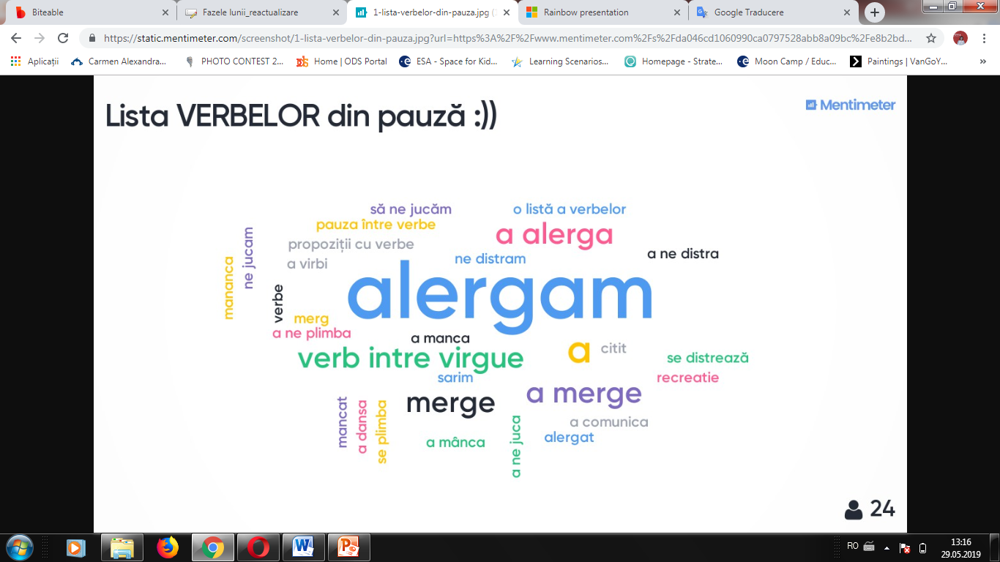 Biteable
Fazele lunii_reactualizare
1-lista-verbelor-din-pauza.jpg (
Rainbow presentation
Google Traducere
https://static.mentimeter.com/screenshot/1-lista-verbelor-din-pauza.jpg?url=https%3A%2F%2Fwww.mentimeter.com%2Fs%2Fda046cd1060990ca0797528abb8a09bc%2Fe8b2bd...
Aplicații
Carmen Alexandra...
PHOTO CONTEST 2...
Home | ODS Portal
ESA - Space for Kid...
Learning Scenarios...
Homepage - Strate...
Moon Camp / Educ...
Paintings | VanGoY...
»
Lista VERBELOR din pauză :))
Mentimeter
să ne jucăm
o listă a verbelor
pauza între verbe
a alerga
propoziții cu verbe
ne jucam
a ne distra
ne distram
a virbi
mananca
alergam
verbe
merg
a ne plimba
a manca
a
citit
verb intre virgue
se distrează
sarim
recreatie
a merge
merge
mancat
a dansa
se plimba
a comunica
alergat
a mânca
a ne juca
24
RO
13:16
29.05.2019